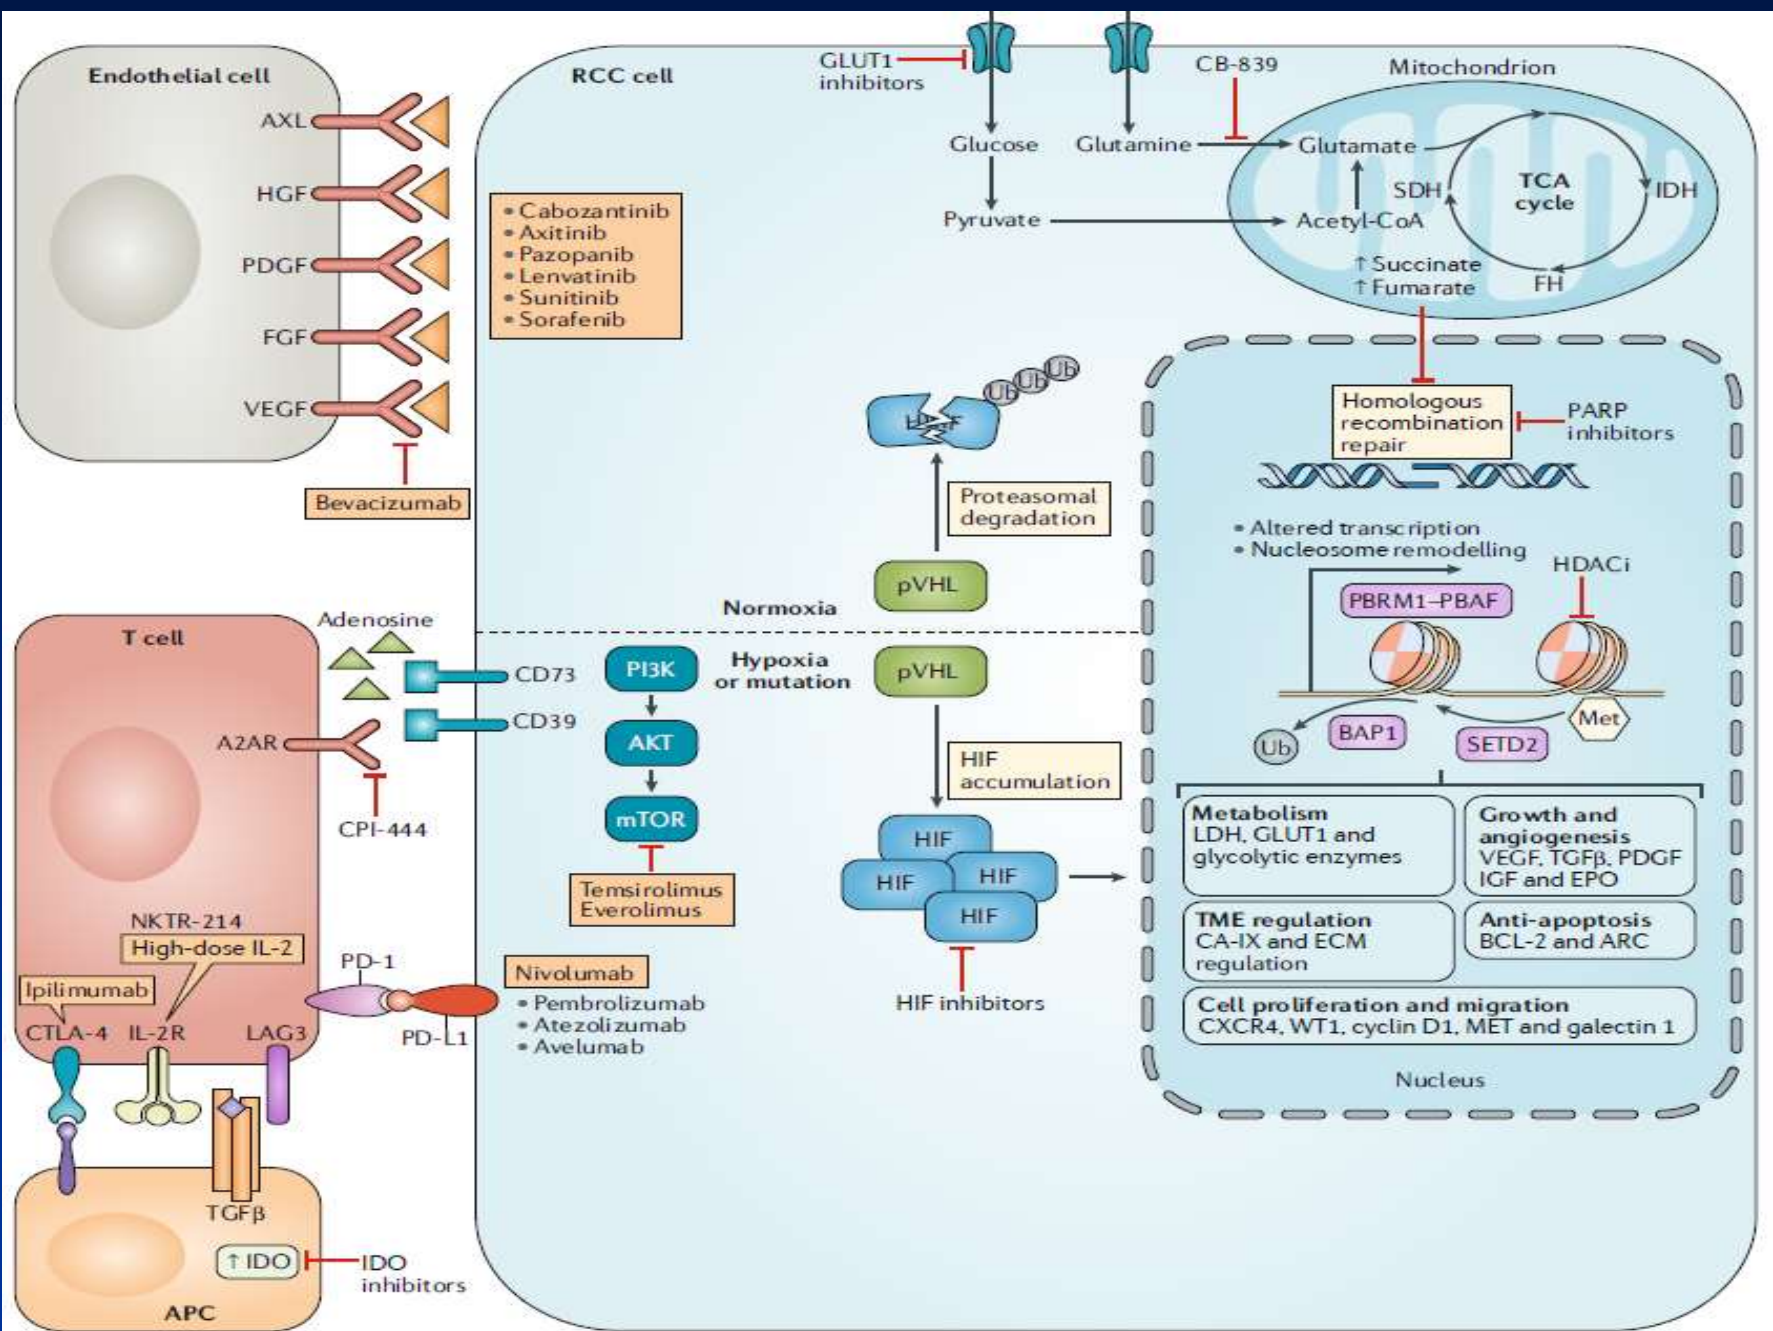 Endothelial cell
AXL
HGF
PDGF
FGF
VEGF
Bevacizumab
RCC cell
• Cabozantinib
• Axitinib
• Pazopanib
• Lenvatinib
• Sunitinib
• Sorafenib
GLUT1
inhibitors
Glucose
Pyruvate
Glutamine
CB-839
Mitochondrion
Glutamate
Acetyl-CoA
SDH
TCA
cycle
IDH
FH
↑ Succinate
↑ Fumarate
Ub
Ub
Ub
Proteasomal
degradation
pVHL
Normoxia
Hypoxia
or mutation
PI3K
AKT
mTOR
Temsirolimus
Everolimus
pVHL
HIF
accumulation
HIF
HIF
HIF
HIF
HIF inhibitors
Homologous
recombination
repair
PARP
inhibitors
• Altered transcription
• Nucleosome remodelling
HDACi
PBRM1–PBAF
Met
BAP1
SETD2
Ub
Metabolism
LDH, GLUT1 and
glycolytic enzymes
Growth and
angiogenesis
VEGF, TGFβ, PDGF
IGF and EPO
TME regulation
CA-IX and ECM
regulation
Anti-apoptosis
BCL-2 and ARC
Cell proliferation and migration
CXCR4, WT1, cyclin D1, MET and galectin 1
Nucleus
T cell
Adenosine
CD73
CD39
A2AR
CPI-444
NKTR-214
High-dose IL-2
Ipilimumab
CTLA-4
IL-2R
LAG3
PD-1
PD-L1
Nivolumab
• Pembrolizumab
• Atezolizumab
• Avelumab
TGFβ
↑ IDO
IDO
inhibitors
APC